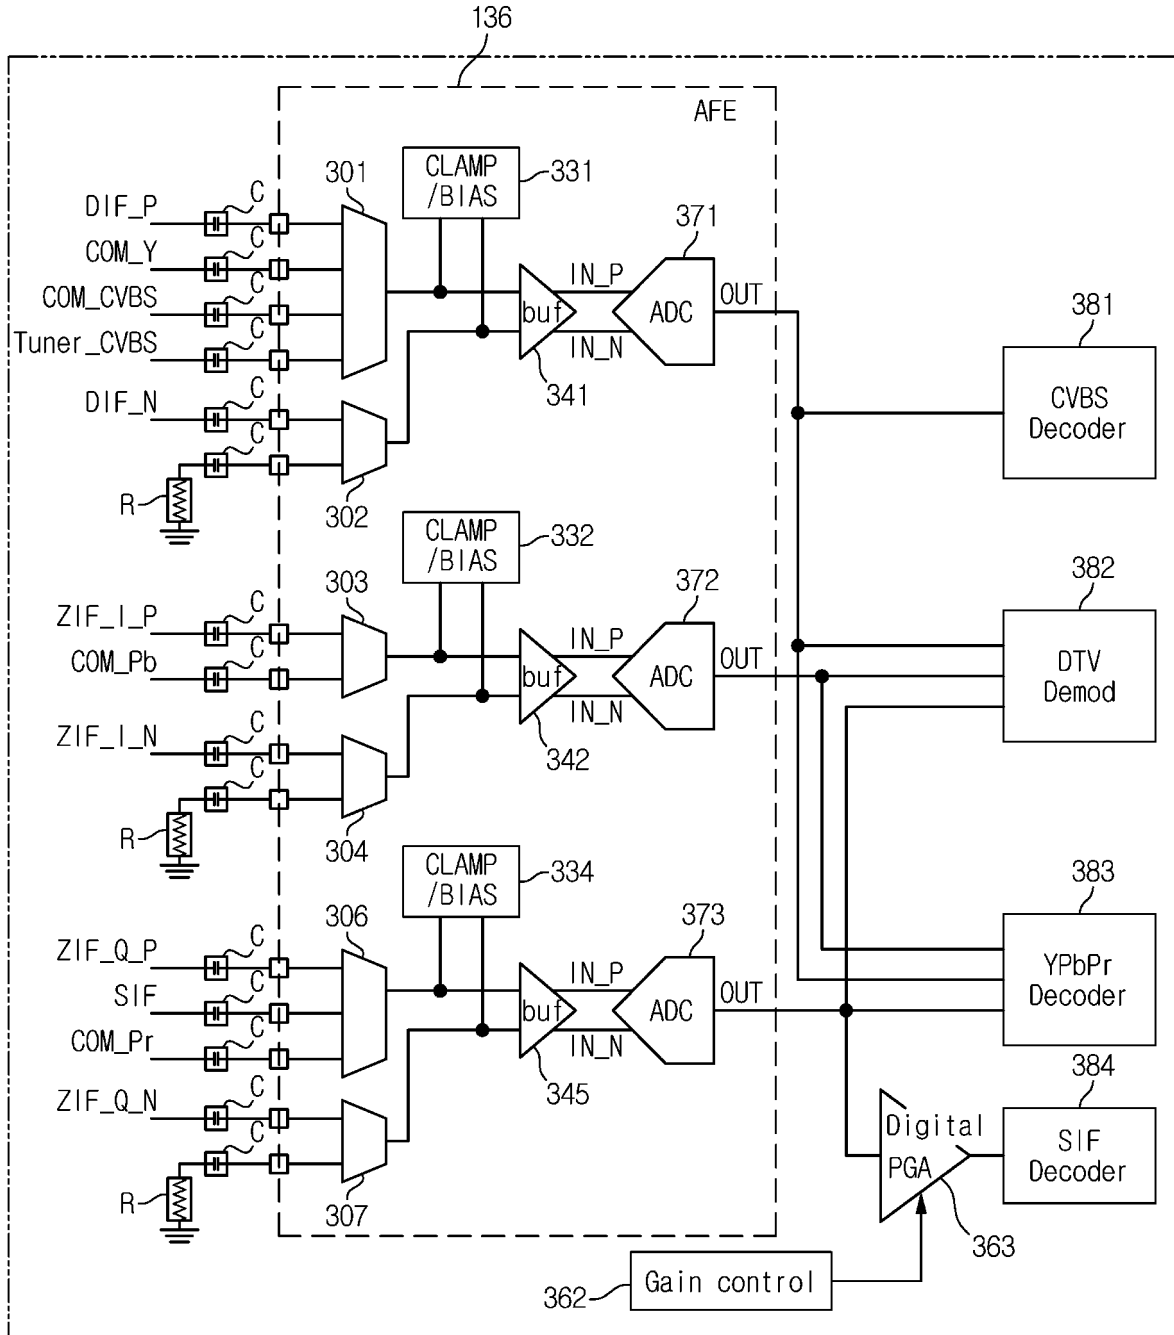 136
AFE
301
CLAMP
/BIAS
331
DIF_P
C
COM_Y
C
COM_CVBS
C
Tuner_CVBS
C
371
IN_P
buf
IN_N
ADC
OUT
341
381
CVBS
Decoder
DIF_N
C
C
R
302
CLAMP
/BIAS
332
303
372
382
ZIF_I_P
C
COM_Pb
C
IN_P
buf
IN_N
ADC
OUT
DTV
Demod
ZIF_I_N
C
342
C
R
304
CLAMP
/BIAS
334
306
373
383
ZIF_Q_P
C
SIF
C
COM_Pr
C
IN_P
buf
IN_N
ADC
OUT
YPbPr
Decoder
345
ZIF_Q_N
C
C
R
307
384
Digital
PGA
SIF
Decoder
363
362
Gain control